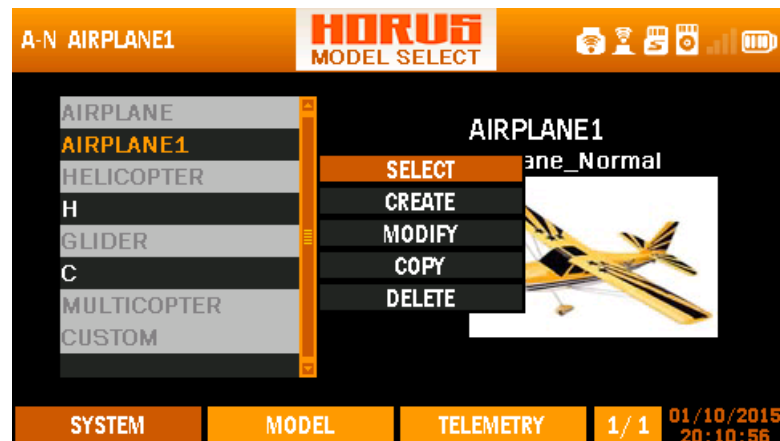 A-N AIRPLANE1
HORUS
MODEL SELECT
AIRPLANE
AIRPLANE1
HELICOPTER
H
GLIDER
C
MULTICOPTER
CUSTOM
SELECT
CREATE
MODIFY
COPY
DELETE
AIRPLANE1
ane_Normal
SYSTEM
MODEL
TELEMETRY
1/1
01/10/2015
20:10:56